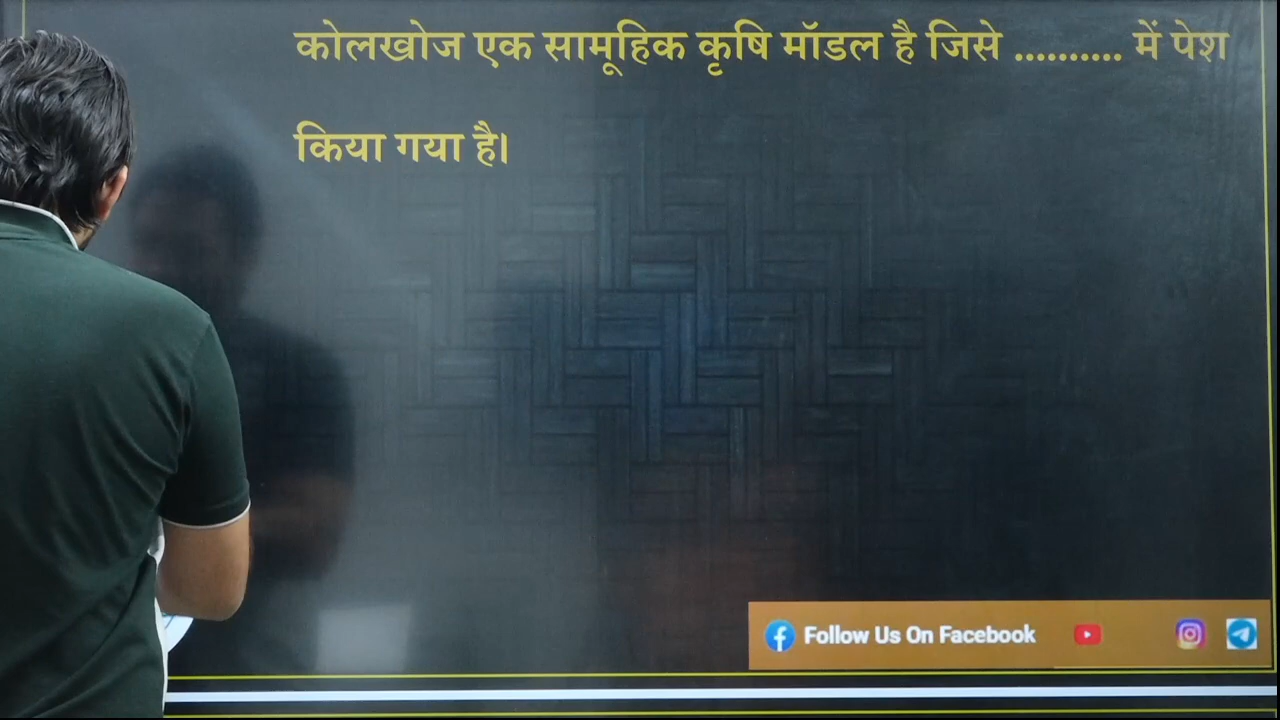 कोलखोज एक सामूहिक कृषि मॉडल है जिसे .......... में पेश
किया गया है।
Follow Us On Facebook